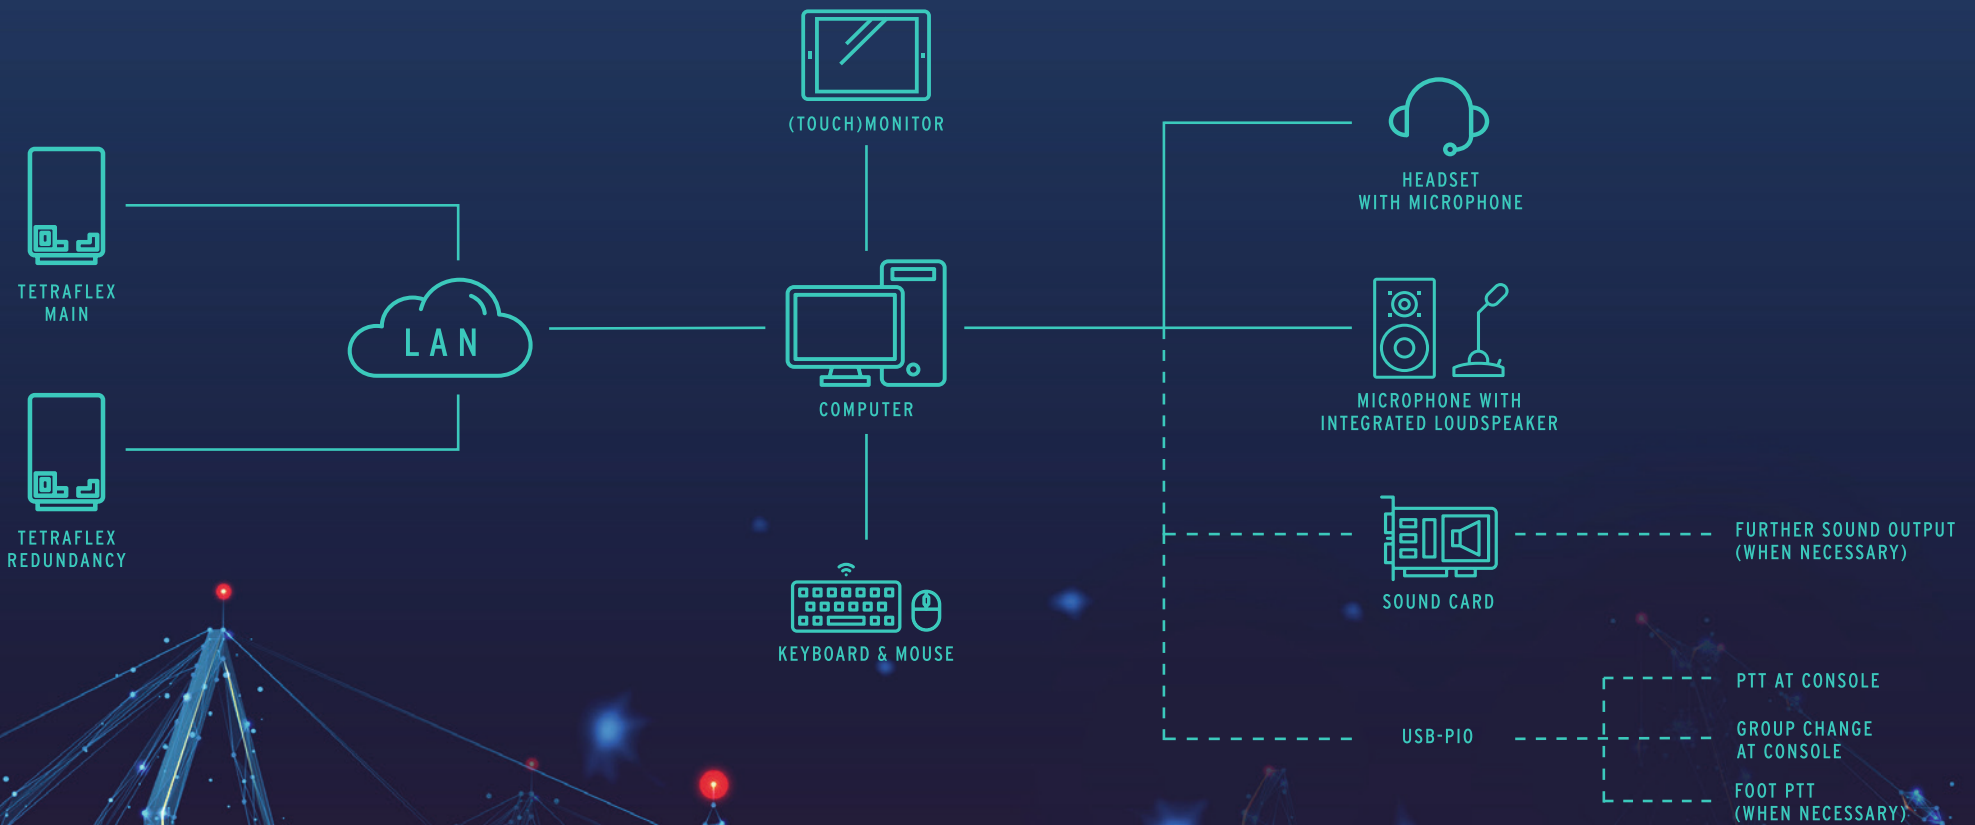 (TOUCH)MONITOR
HEADSET
WITH MICROPHONE
TETRAFLEX
MAIN
LAN
COMPUTER
MICROPHONE WITH
INTEGRATED LOUDSPEAKER
TETRAFLEX
REDUNDANCY
FURTHER SOUND OUTPUT
(WHEN NECESSARY)
SOUND CARD
KEYBOARD & MOUSE
USB-PIO
PTT AT CONSOLE
GROUP CHANGE
AT CONSOLE
FOOT PTT
(WHEN NECESSARY)